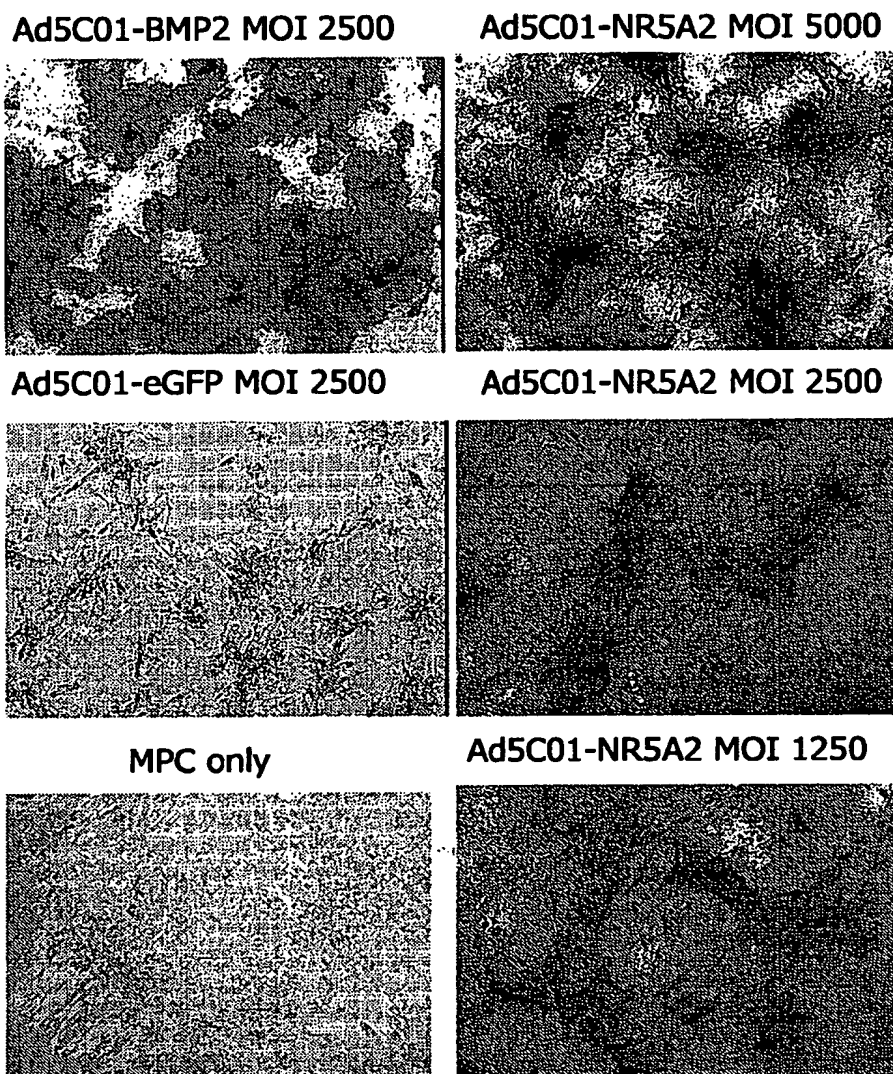 Ad5C01-BMP2 MOI 2500
Ad5C01-NR5A2 MOI 5000
Ad5C01-eGFP MOI 2500
Ad5C01-NR5A2 MOI 2500
MPC only
Ad5C01-NR5A2 MOI 1250